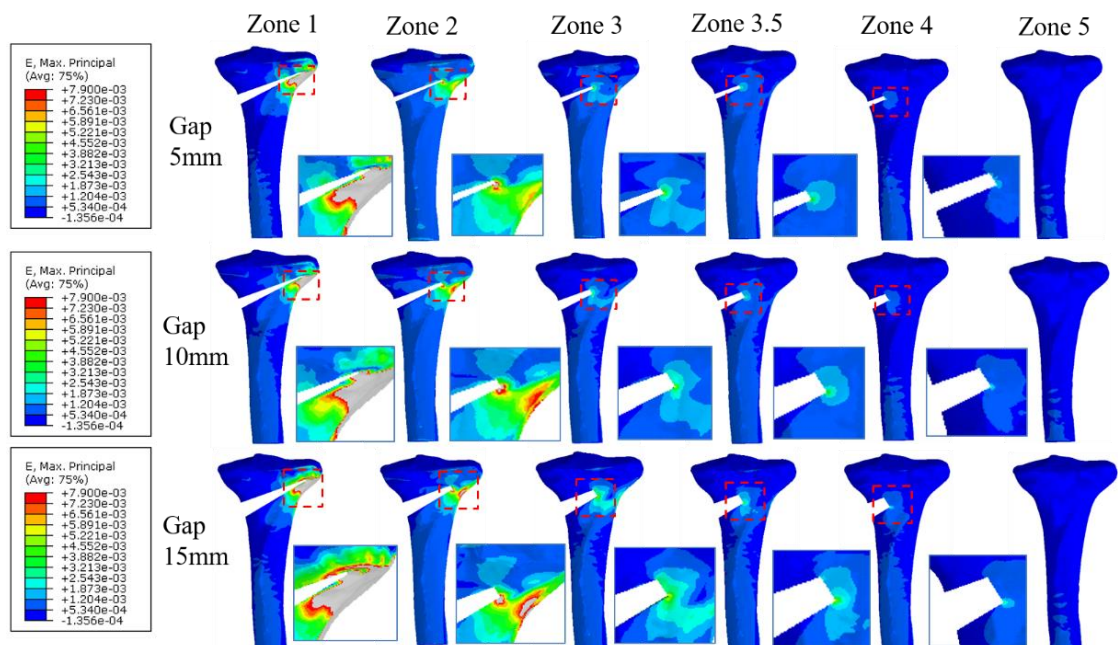 Zone 1 Zone 2 Zone 3 Zone 3.5 Zone 4 Zone 5
E, Max. Principal
(Avg: 75%)
+7.900e-03
+7.230e-03
+6.561e-03
+5.891e-03
+5.221e-03
+4.552e-03
+3.882e-03
+3.213e-03
+2.543e-03
+1.873e-03
+1.204e-03
+5.340e-04
-1.356e-04
Gap
5mm
E, Max. Principal
(Avg: 75%)
+7.900e-03
+7.230e-03
+6.561e-03
+5.891e-03
+5.221e-03
+4.552e-03
+3.882e-03
+3.213e-03
+2.543e-03
+1.873e-03
+1.204e-03
+5.340e-04
-1.356e-04
Gap
10mm
E, Max. Principal
(Avg: 75%)
+7.900e-03
+7.230e-03
+6.561e-03
+5.891e-03
+5.221e-03
+4.552e-03
+3.882e-03
+3.213e-03
+2.543e-03
+1.873e-03
+1.204e-03
+5.340e-04
-1.356e-04
Gap
15mm